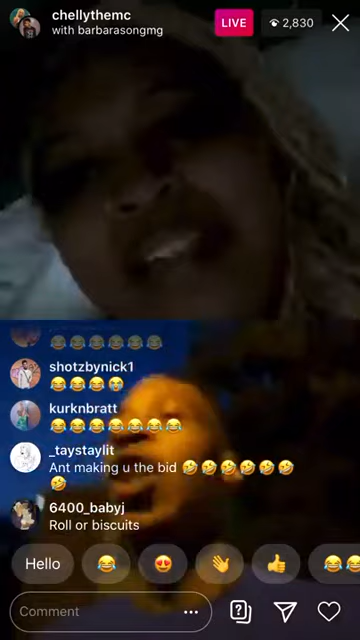 chellythemc
with barbarasongmg
LIVE
2,830
😂😂😂😂😂😂
shotzbynick1
😂😂😂😭
kurknbratt
😂😂😂😂😂😂😂
_taystaylit
Ant making u the bid 🤣🤣🤣🤣🤣🤣
🤣
6400_babyj
Roll or biscuits
Hello 😂 😍 👋 👍 😂😂
Comment